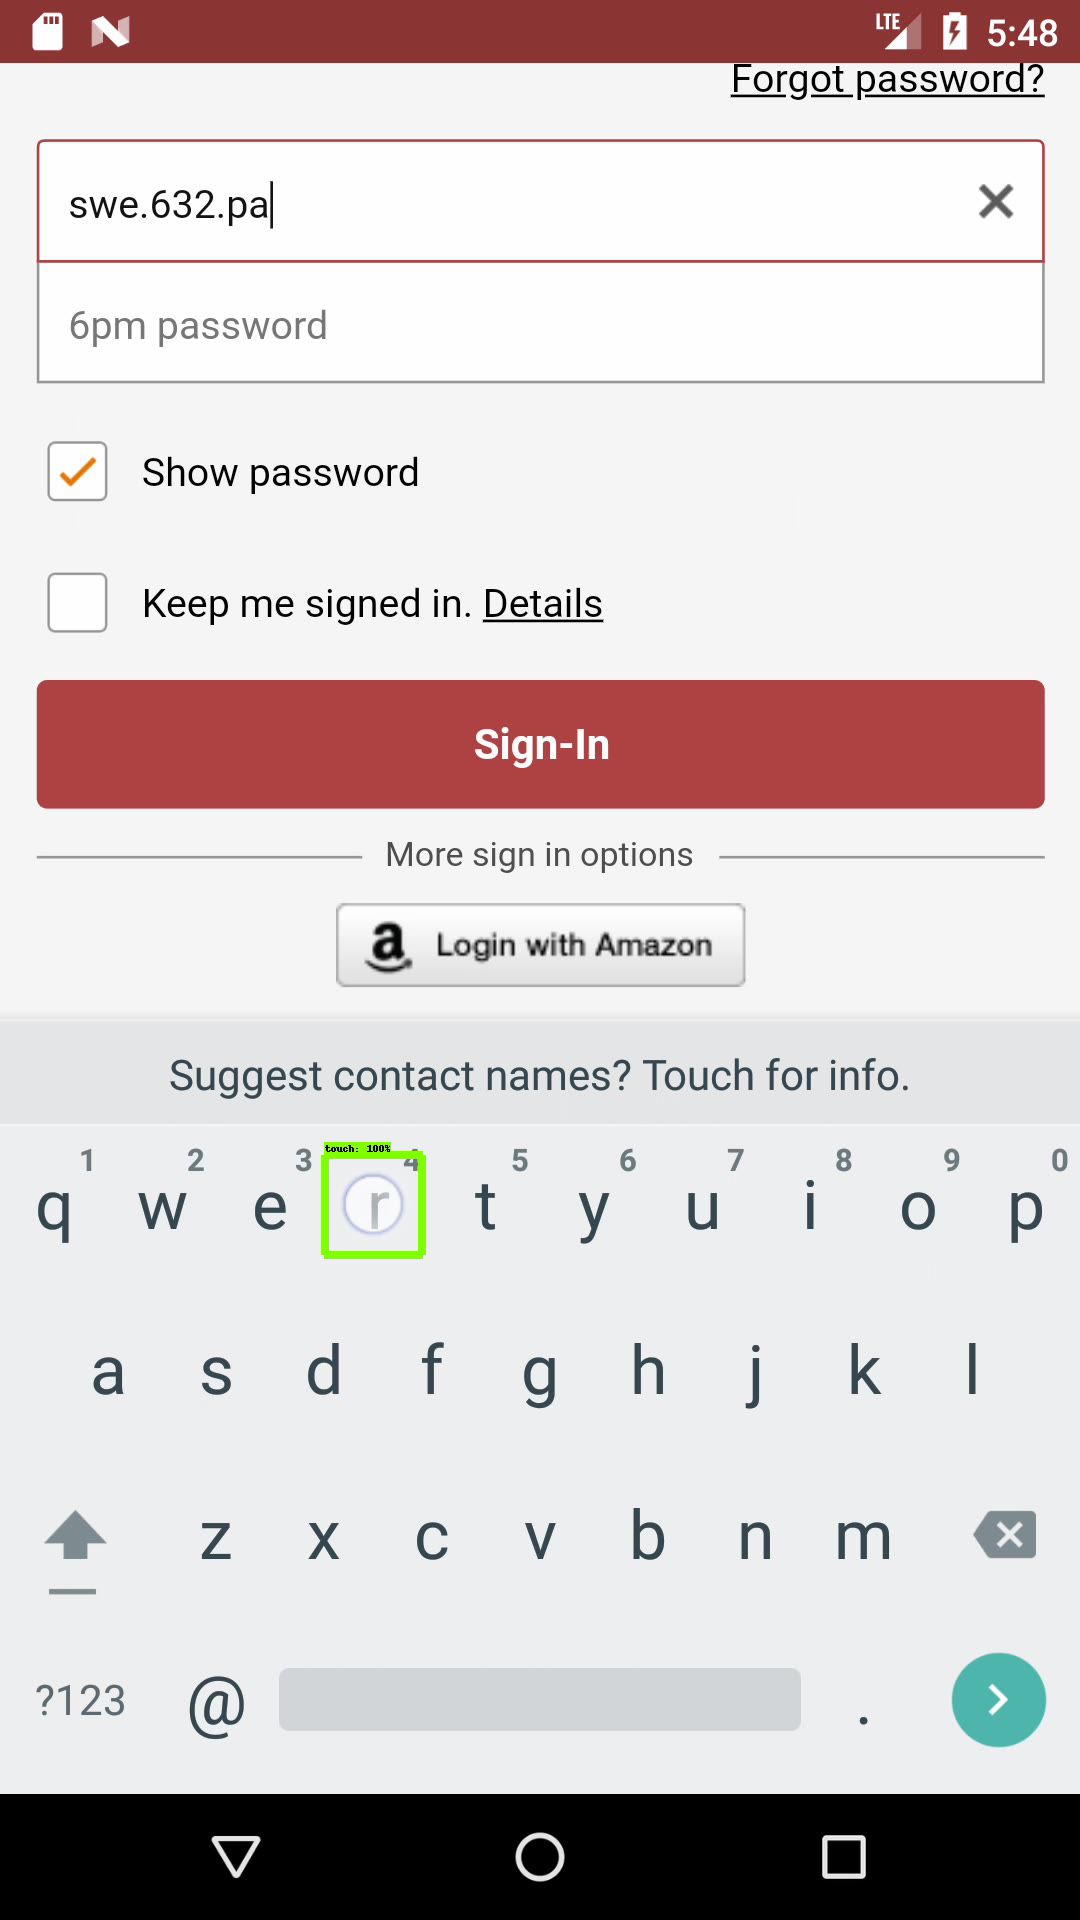 LTE 5:48
Forgot password?
swe.632.pa
6pm password
Show password
Keep me signed in. Details
Sign-In
More sign in options
a Login with Amazon
Suggest contact names? Touch for info.
touch: 100%
1 2 3 4 5 6 7 8 9 0
q w e r t y u i o p
a s d f g h j k l
z x c v b n m
?123 @ .